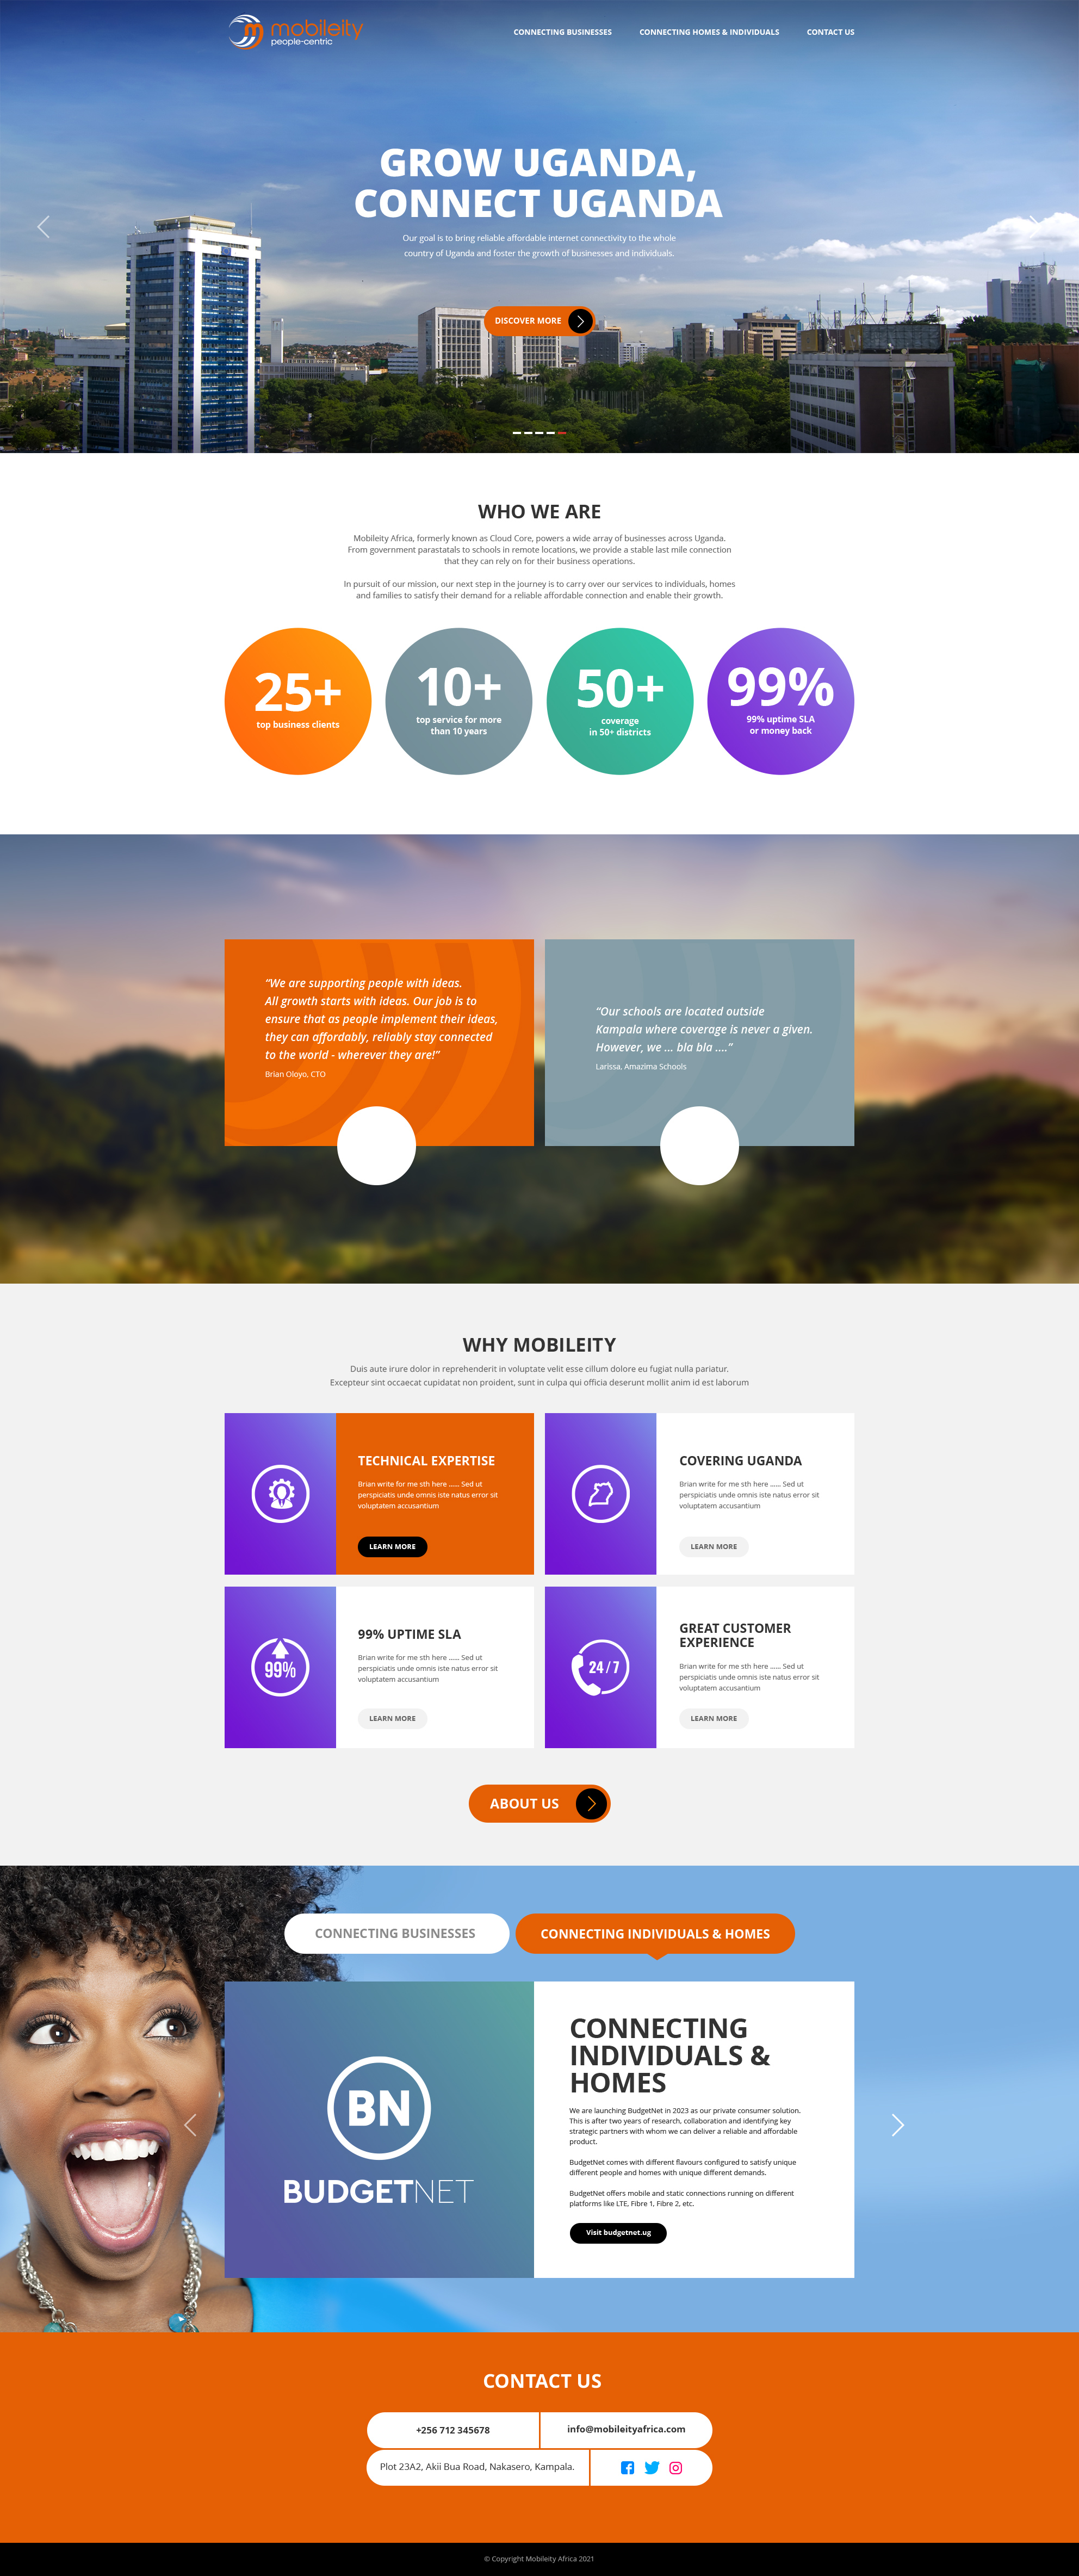 mobileity
people-centric
CONNECTING BUSINESSES
CONNECTING HOMES & INDIVIDUALS
CONTACT US
GROW UGANDA,
CONNECT UGANDA
Our goal is to bring reliable affordable internet connectivity to the whole
country of Uganda and foster the growth of businesses and individuals.
DISCOVER MORE
WHO WE ARE
Mobileity Africa, formerly known as Cloud Core, powers a wide array of businesses across Uganda.
From government parastatals to schools in remote locations, we provide a stable last mile connection
that they can rely on for their business operations.
In pursuit of our mission, our next step in the journey is to carry over our services to individuals, homes
and families to satisfy their demand for a reliable affordable connection and enable their growth.
25+
top business clients
10+
top service for more
than 10 years
50+
coverage
in 50+ districts
99%
99% uptime SLA
or money back
“We are supporting people with ideas.
All growth starts with ideas. Our job is to
ensure that as people implement their ideas,
they can affordably, reliably stay connected
to the world - wherever they are!”
Brian Oloyo, CTO
“Our schools are located outside
Kampala where coverage is never a given.
However, we ... bla bla ....”
Larissa, Amazima Schools
WHY MOBILEITY
Duis aute irure dolor in reprehenderit in voluptate velit esse cillum dolore eu fugiat nulla pariatur.
Excepteur sint occaecat cupidatat non proident, sunt in culpa qui officia deserunt mollit anim id est laborum
TECHNICAL EXPERTISE
Brian write for me sth here ...... Sed ut
perspiciatis unde omnis iste natus error sit
voluptatem accusantium
LEARN MORE
COVERING UGANDA
Brian write for me sth here ...... Sed ut
perspiciatis unde omnis iste natus error sit
voluptatem accusantium
LEARN MORE
99%
99% UPTIME SLA
Brian write for me sth here ...... Sed ut
perspiciatis unde omnis iste natus error sit
voluptatem accusantium
LEARN MORE
24/7
GREAT CUSTOMER
EXPERIENCE
Brian write for me sth here ...... Sed ut
perspiciatis unde omnis iste natus error sit
voluptatem accusantium
LEARN MORE
ABOUT US
CONNECTING BUSINESSES
CONNECTING INDIVIDUALS & HOMES
BN
BUDGETNET
CONNECTING
INDIVIDUALS &
HOMES
We are launching BudgetNet in 2023 as our private consumer solution.
This is after two years of research, collaboration and identifying key
strategic partners with whom we can deliver a reliable and affordable
product.
BudgetNet comes with different flavours configured to satisfy unique
different people and homes with unique different demands.
BudgetNet offers mobile and static connections running on different
platforms like LTE, Fibre 1, Fibre 2, etc.
Visit budgetnet.ug
CONTACT US
+256 712 345678
info@mobileityafrica.com
Plot 23A2, Akii Bua Road, Nakasero, Kampala.
© Copyright Mobileity Africa 2021